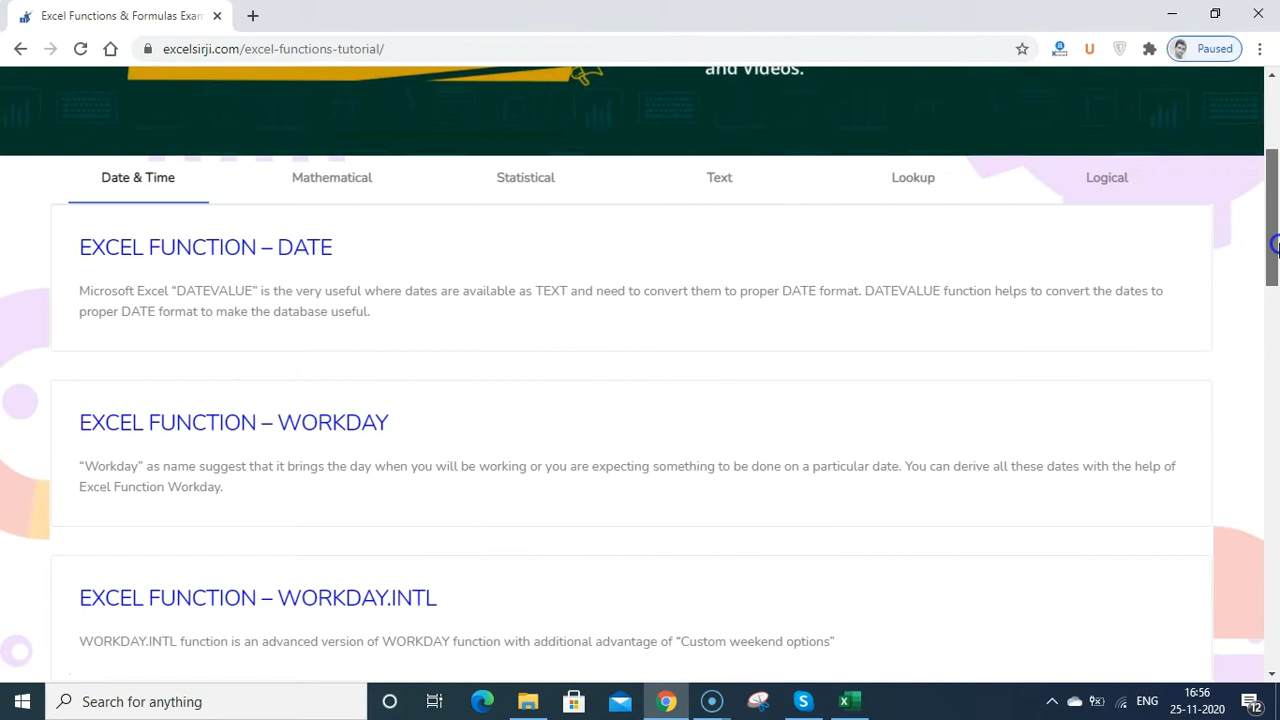 Excel Functions & Formulas Exam
excelsirji.com/excel-functions-tutorial/
Paused
and Videos.
Date & Time Mathematical Statistical Text Lookup Logical
EXCEL FUNCTION – DATE
Microsoft Excel “DATEVALUE” is the very useful where dates are available as TEXT and need to convert them to proper DATE format. DATEVALUE function helps to convert the dates to
proper DATE format to make the database useful.
EXCEL FUNCTION – WORKDAY
“Workday” as name suggest that it brings the day when you will be working or you are expecting something to be done on a particular date. You can derive all these dates with the help of
Excel Function Workday.
EXCEL FUNCTION – WORKDAY.INTL
WORKDAY.INTL function is an advanced version of WORKDAY function with additional advantage of “Custom weekend options”
Search for anything
ENG
16:56
25-11-2020
12